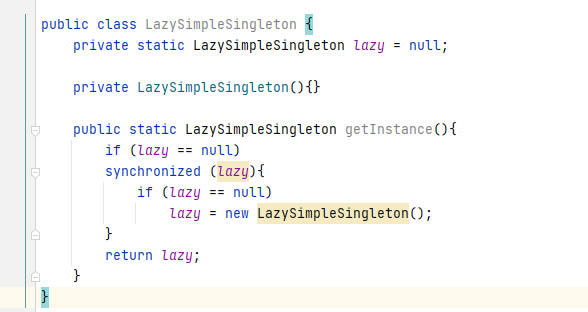 public class LazySimpleSingleton {
    private static LazySimpleSingleton lazy = null;
    private LazySimpleSingleton(){}
    public static LazySimpleSingleton getInstance(){
        if (lazy == null)
        synchronized (lazy){
            if (lazy == null)
                lazy = new LazySimpleSingleton();
        }
        return lazy;
    }
}